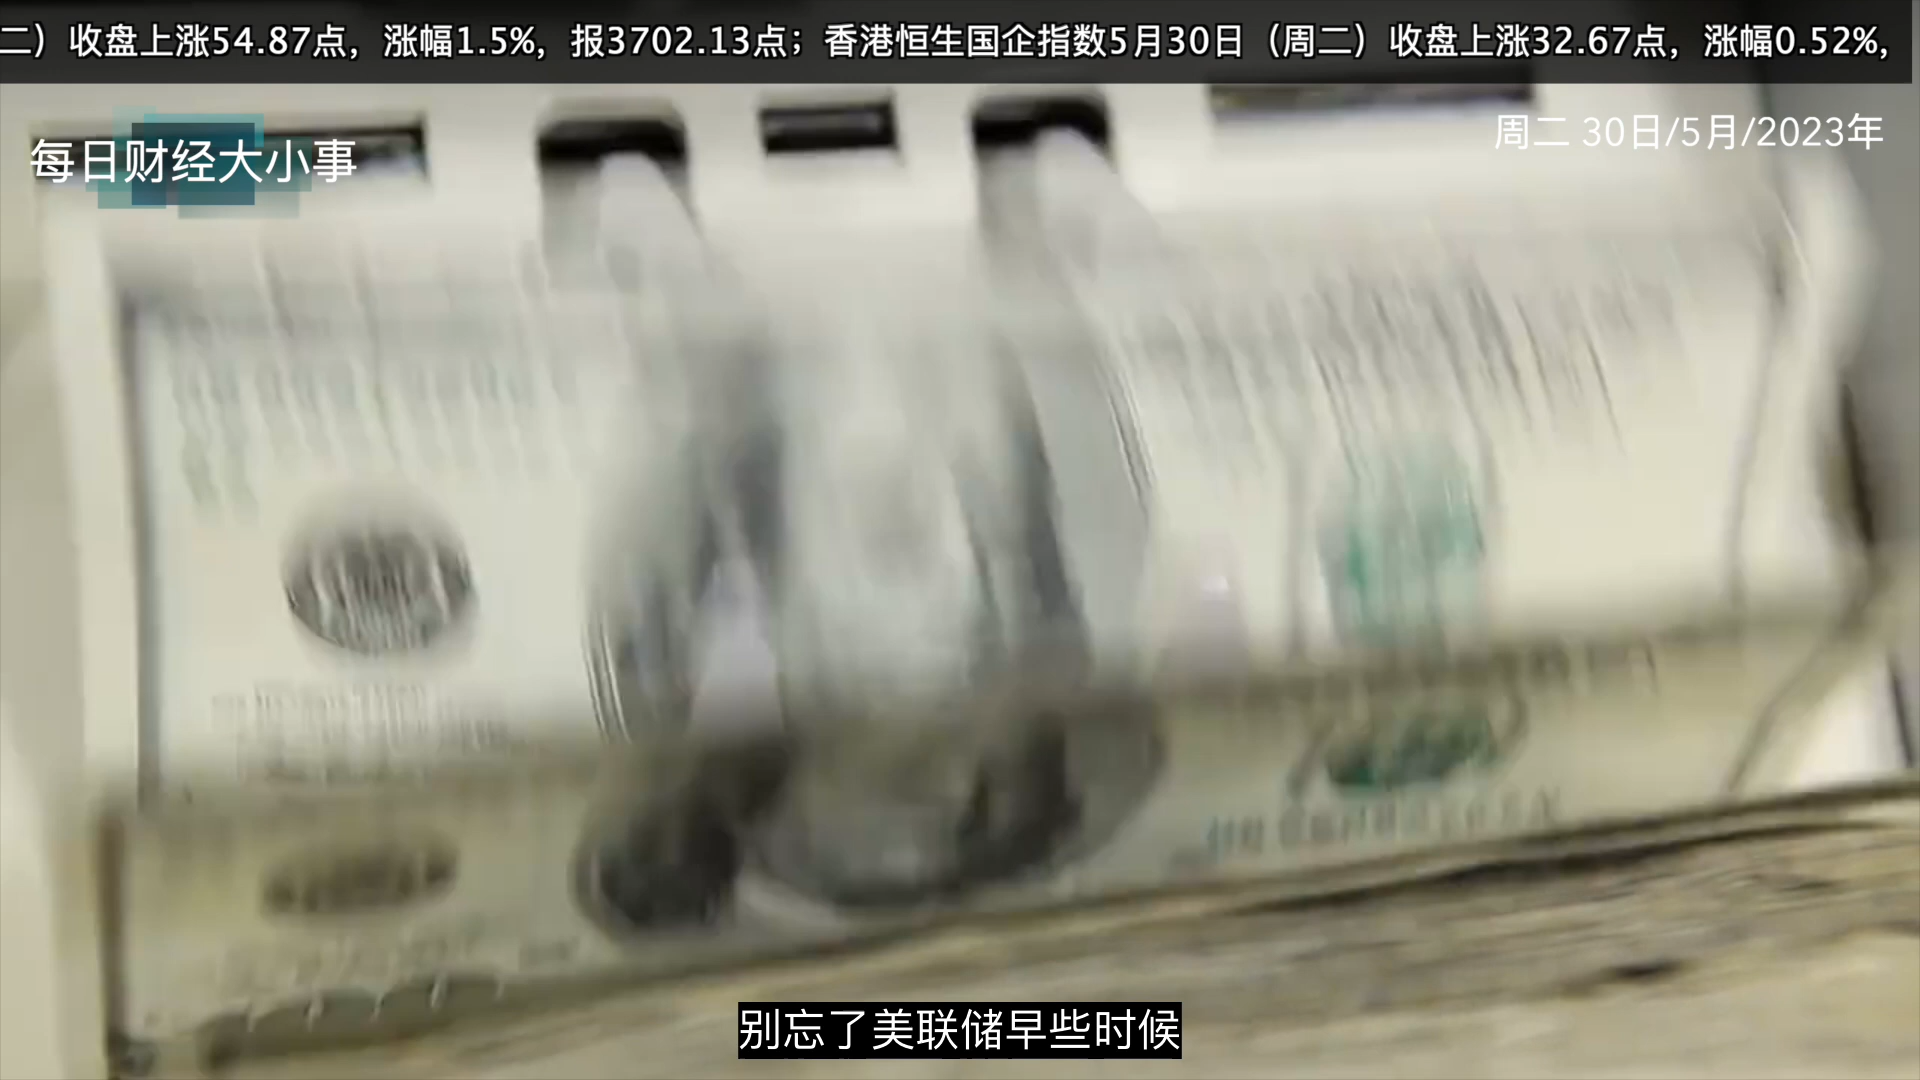 二）收盘上涨54.87点，涨幅1.5%，报3702.13点；香港恒生国企指数5月30日（周二）收盘上涨32.67点，涨幅0.52%，
每日财经大小事
周二 30日/5月/2023年
别忘了美联储早些时候